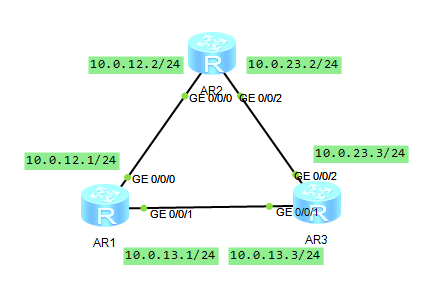 10.0.12.2/24
10.0.23.2/24
R
AR2
GE 0/0/0
GE 0/0/2
10.0.12.1/24
10.0.23.3/24
GE 0/0/0
GE 0/0/2
R
GE 0/0/1
GE 0/0/1
R
AR1
AR3
10.0.13.1/24
10.0.13.3/24